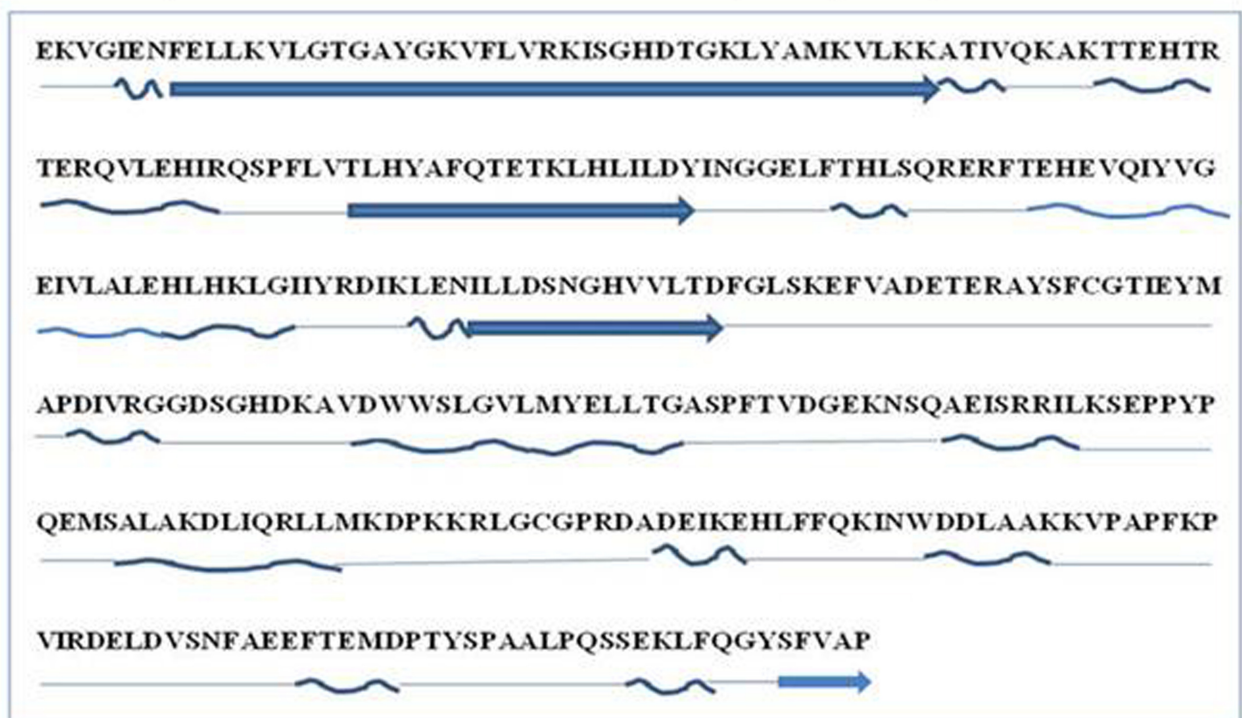 EKVGIENFELLKVLGTGAYGKVFLVRKISGHDTGKLYAMKVLKKATIVQKAKTTEHTR
TERQVLEHIRQSPFLVTLHYAFQTETKLHLILDYINGGELFTHLSQRERFTEHEVQIYVG
EIVLALEHLHKLGIIYRDIKLENILLDSNGHVVLTDFGLSKEFVADETERAYSFCGTIEYM
APDIVRGGDSGHDKAVDWWSLGVLMYELLTGASPFTVDGEKNSQAEISRRILKSEPPYP
QEMSALAKDLIQRLLMKDPKKRLGCGPRDADEIKEHLFFQKINWDDLAAKKVPAPFKP
VIRDELDVSNFAEEFTEMDPTYSPAALPQSSEKLFQGYSFVAP